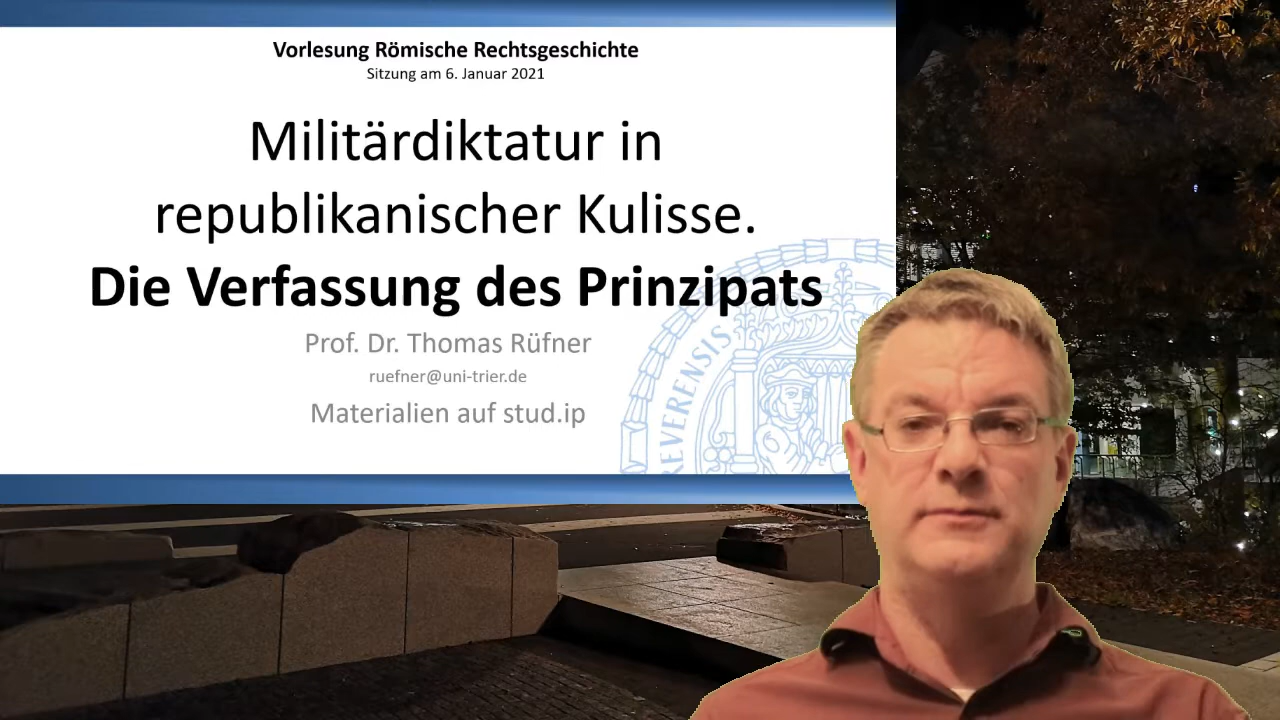 Vorlesung Römische Rechtsgeschichte
Sitzung am 6. Januar 2021
Militärdiktatur in
republikanischer Kulisse.
Die Verfassung des Prinzipats
Prof. Dr. Thomas Rüfner
ruefner@uni-trier.de
Materialien auf stud.ip
REVERENSIS